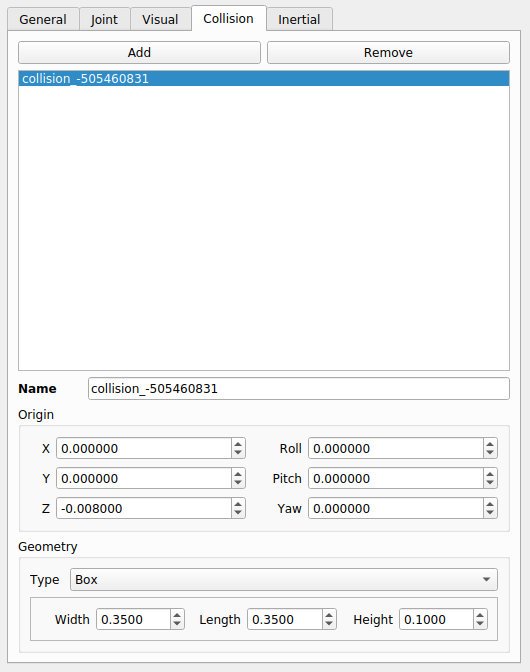 General Joint Visual Collision Inertial
Add Remove
collision_-505460831
Name collision_-505460831
Origin
X 0.000000 Roll 0.000000
Y 0.000000 Pitch 0.000000
Z -0.008000 Yaw 0.000000
Geometry
Type Box
Width 0.3500 Length 0.3500 Height 0.1000